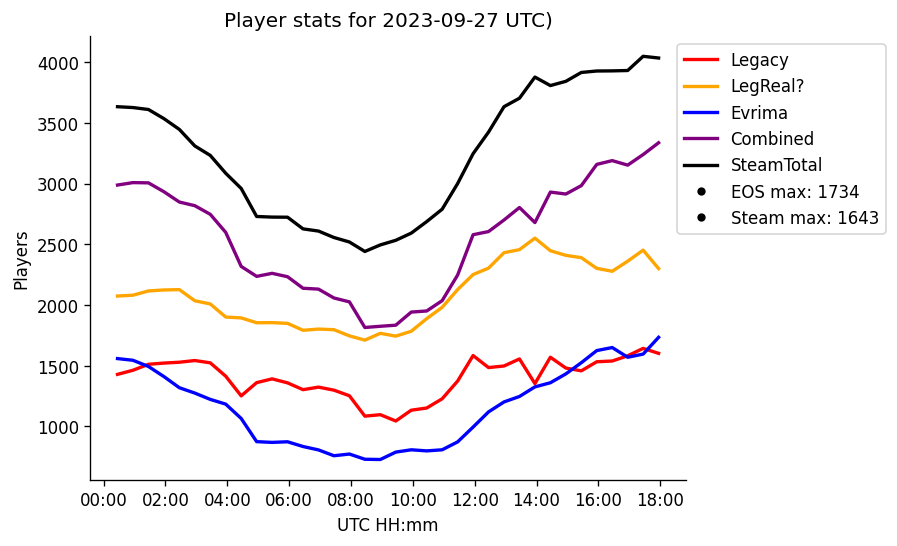 Player stats for 2023-09-27 UTC)
Legacy
LegReal?
Evrima
Combined
SteamTotal
EOS max: 1734
Steam max: 1643
Players
4000
3500
3000
2500
2000
1500
1000
00:00 02:00 04:00 06:00 08:00 10:00 12:00 14:00 16:00 18:00
UTC HH:mm